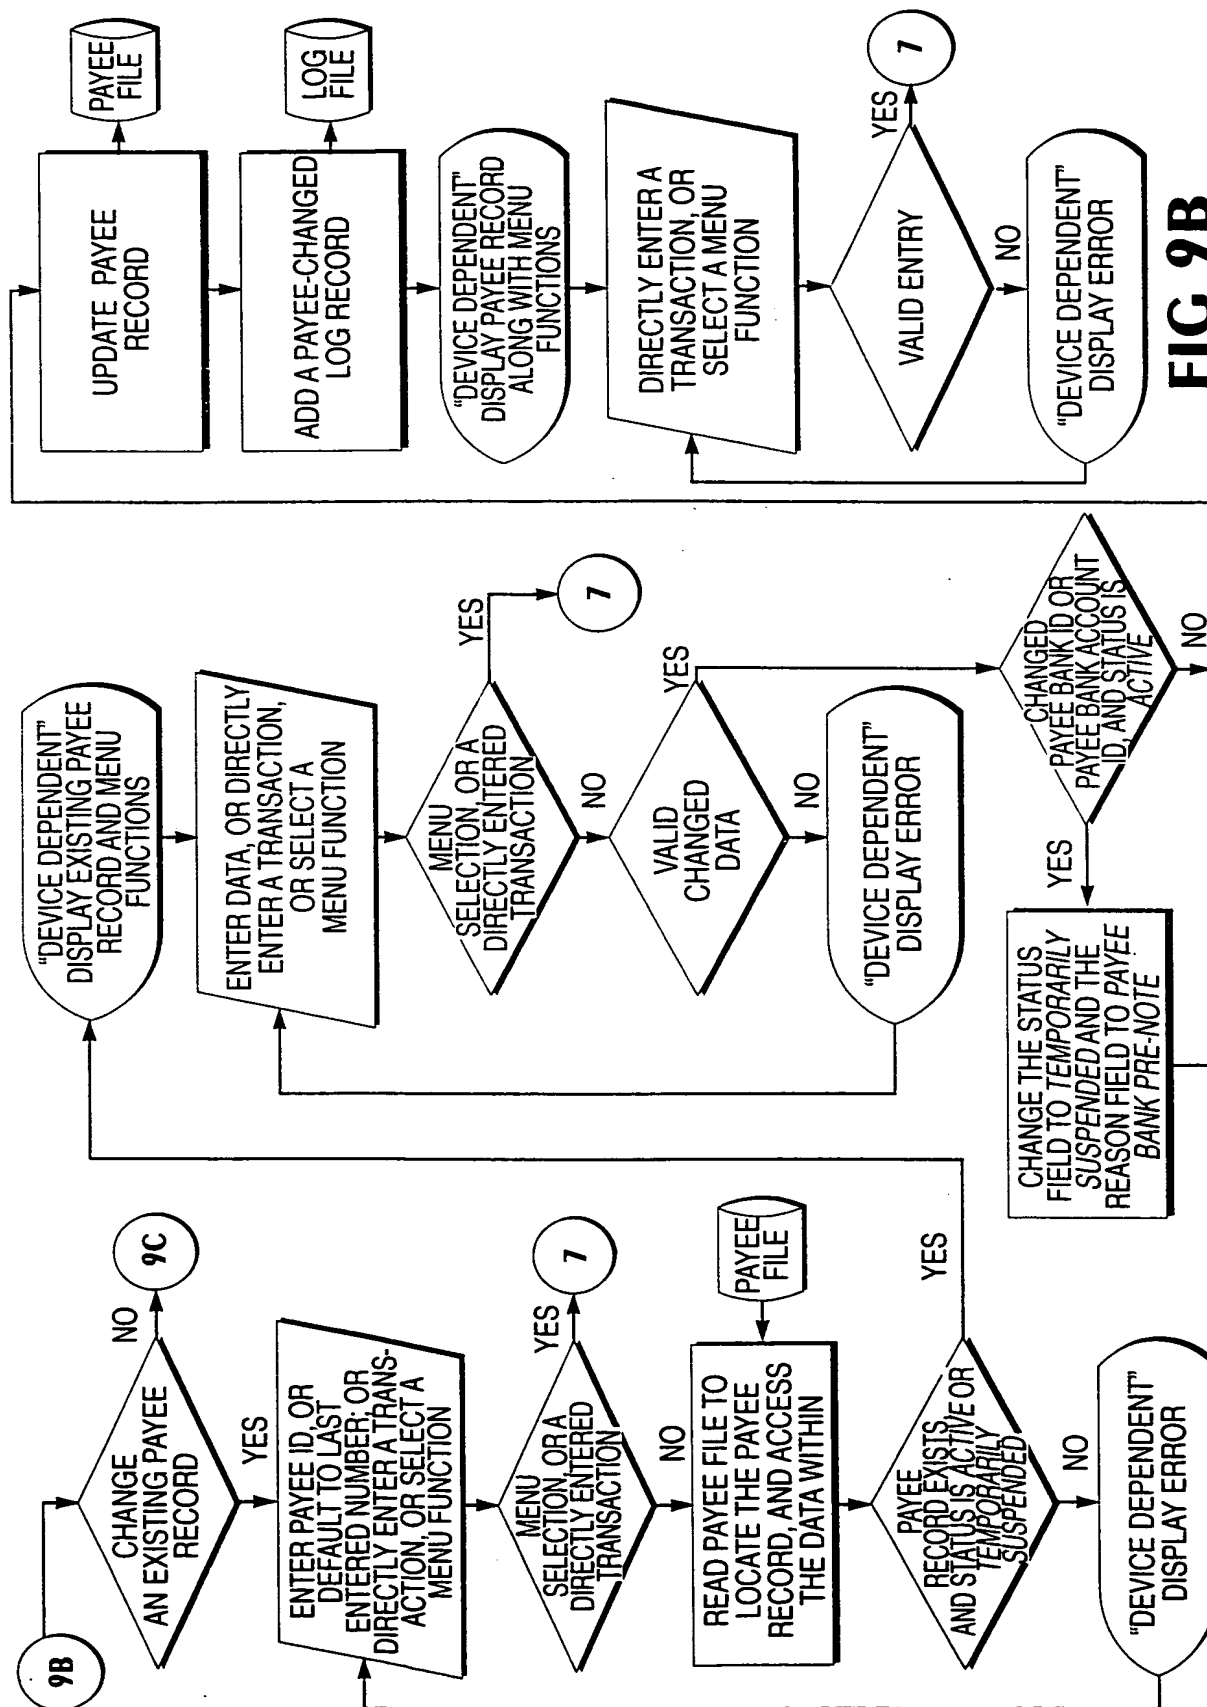 9B
CHANGE
AN EXISTING PAYEE
RECORD
NO
9C
YES
ENTER PAYEE ID, OR
DEFAULT TO LAST
ENTERED NUMBER; OR
DIRECTLY ENTER A TRANS-
ACTION, OR SELECT A
MENU FUNCTION
MENU
SELECTION, OR A
DIRECTLY ENTERED
TRANSACTION
YES
7
NO
READ PAYEE FILE TO
LOCATE THE PAYEE
RECORD, AND ACCESS
THE DATA WITHIN
PAYEE
FILE
PAYEE
RECORD EXISTS,
AND STATUS IS ACTIVE OR
TEMPORARILY
SUSPENDED
YES
NO
"DEVICE DEPENDENT"
DISPLAY ERROR
"DEVICE DEPENDENT"
DISPLAY EXISTING PAYEE
RECORD AND MENU
FUNCTIONS
ENTER DATA, OR DIRECTLY
ENTER A TRANSACTION,
OR SELECT A
MENU FUNCTION
MENU
SELECTION, OR A
DIRECTLY ENTERED
TRANSACTION
YES
7
NO
VALID
CHANGED
DATA
YES
NO
"DEVICE DEPENDENT"
DISPLAY ERROR
CHANGED
PAYEE BANK ID OR
PAYEE BANK ACCOUNT
ID, AND STATUS IS
ACTIVE
YES
NO
CHANGE THE STATUS
FIELD TO TEMPORARILY
SUSPENDED AND THE
REASON FIELD TO PAYEE
BANK PRE-NOTE
UPDATE PAYEE
RECORD
PAYEE
FILE
ADD A PAYEE-CHANGED
LOG RECORD
LOG
FILE
"DEVICE DEPENDENT"
DISPLAY PAYEE RECORD
ALONG WITH MENU
FUNCTIONS
DIRECTLY ENTER A
TRANSACTION, OR
SELECT A MENU
FUNCTION
VALID ENTRY
YES
7
NO
"DEVICE DEPENDENT"
DISPLAY ERROR
FIG 9B